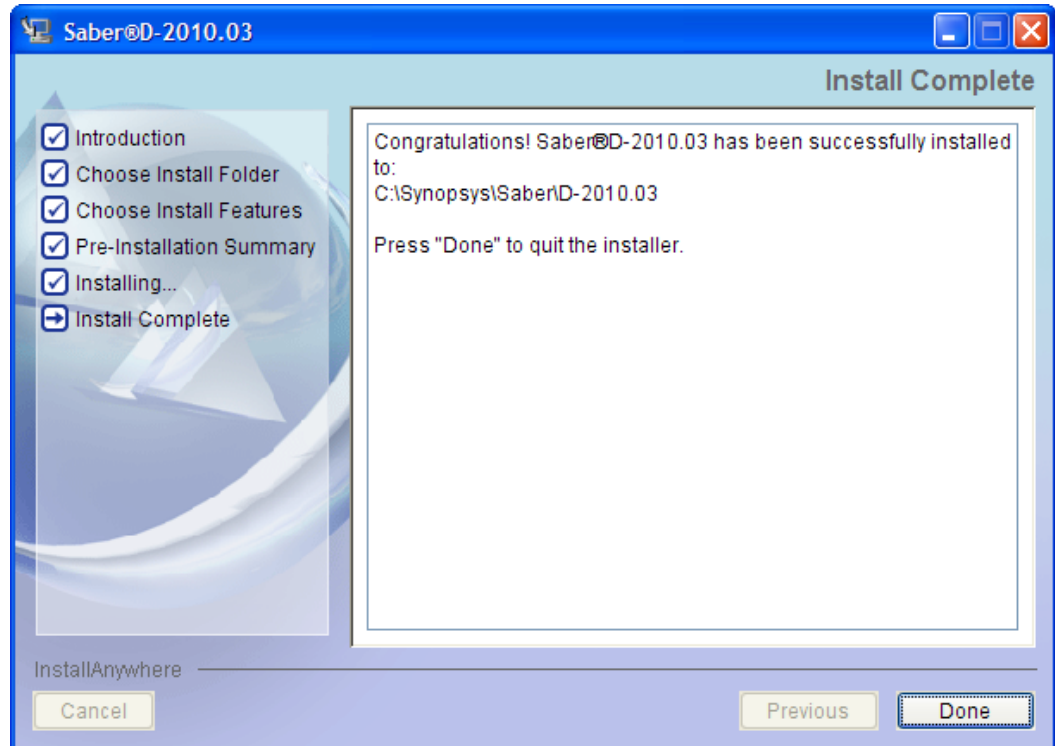 Saber®D-2010.03
Install Complete
Introduction
Choose Install Folder
Choose Install Features
Pre-Installation Summary
Installing...
Install Complete
Congratulations! Saber®D-2010.03 has been successfully installed
to:
C:\Synopsys\Saber\D-2010.03
Press "Done" to quit the installer.
InstallAnywhere
Cancel
Previous
Done